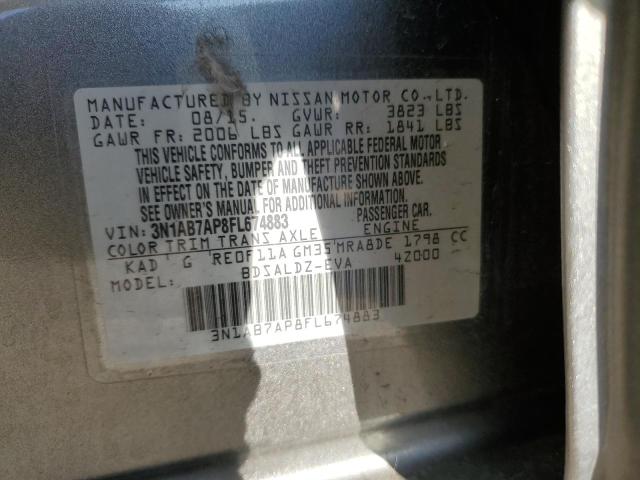 MANUFACTURED BY NISSAN MOTOR CO.,LTD.
DATE: 08/15. GVWR: 3823 LBS
GAWR FR: 2006 LBS GAWR RR: 1841 LBS
THIS VEHICLE CONFORMS TO ALL APPLICABLE FEDERAL MOTOR
VEHICLE SAFETY, BUMPER AND THEFT PREVENTION STANDARDS
IN EFFECT ON THE DATE OF MANUFACTURE SHOWN ABOVE.
SEE OWNER'S MANUAL FOR ADDITIONAL INFORMATION.
VIN: 3N1AB7AP8FL674883 PASSENGER CAR.
COLOR TRIM TRANS AXLE ENGINE
KAD G RE0F11A GM35 MRA8DE 1798 CC
MODEL: BDSALDZ-EVA 4Z000
3N1AB7AP8FL674883